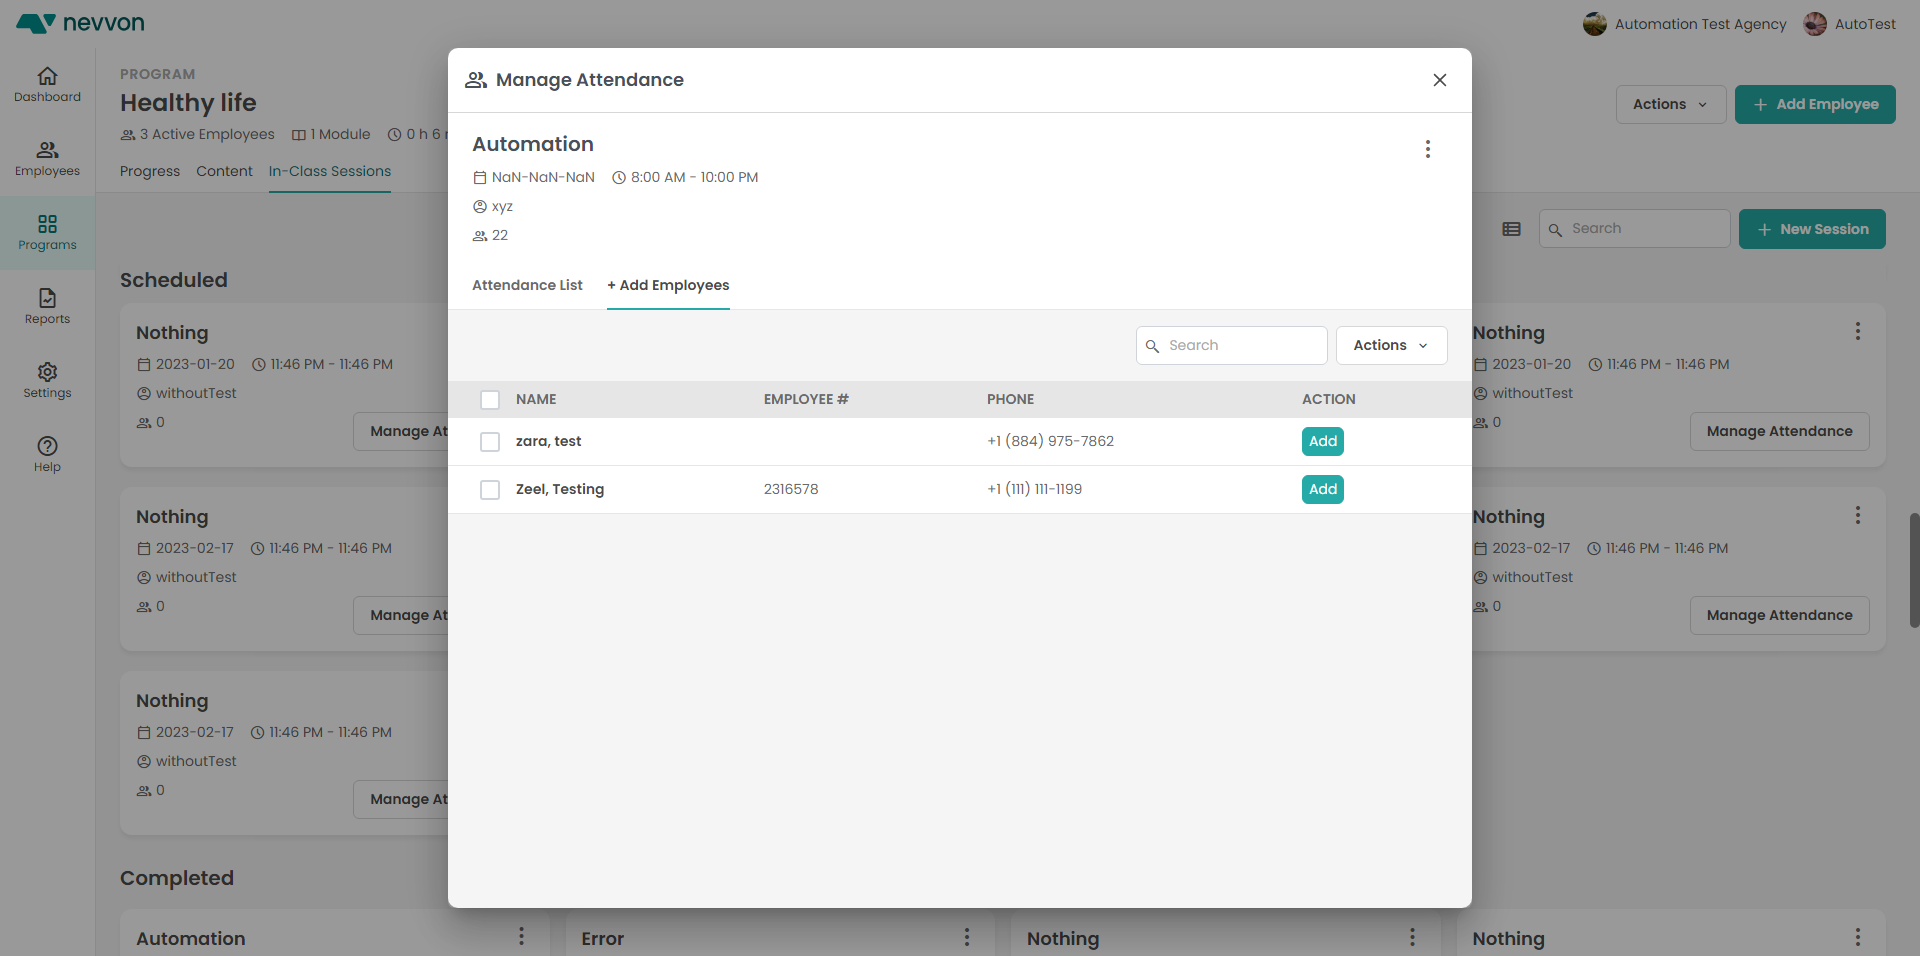 nevvon
Automation Test Agency
AutoTest
Dashboard
Employees
Programs
Reports
Settings
Help
PROGRAM
Healthy life
3 Active Employees 1 Module 0 h 6
Progress Content In-Class Sessions
Actions
+ Add Employee
Search
+ New Session
Scheduled
Nothing
2023-01-20 11:46 PM - 11:46 PM
withoutTest
0
Manage At
Nothing
2023-02-17 11:46 PM - 11:46 PM
withoutTest
0
Manage At
Nothing
2023-02-17 11:46 PM - 11:46 PM
withoutTest
0
Manage At
Manage Attendance
Automation
NaN-NaN-NaN 8:00 AM - 10:00 PM
xyz
22
Attendance List + Add Employees
Search
Actions
NAME EMPLOYEE # PHONE ACTION
zara, test +1 (884) 975-7862 Add
Zeel, Testing 2316578 +1 (111) 111-1199 Add
Nothing
2023-01-20 11:46 PM - 11:46 PM
withoutTest
0
Manage Attendance
Nothing
2023-02-17 11:46 PM - 11:46 PM
withoutTest
0
Manage Attendance
Completed
Automation
Error
Nothing
Nothing